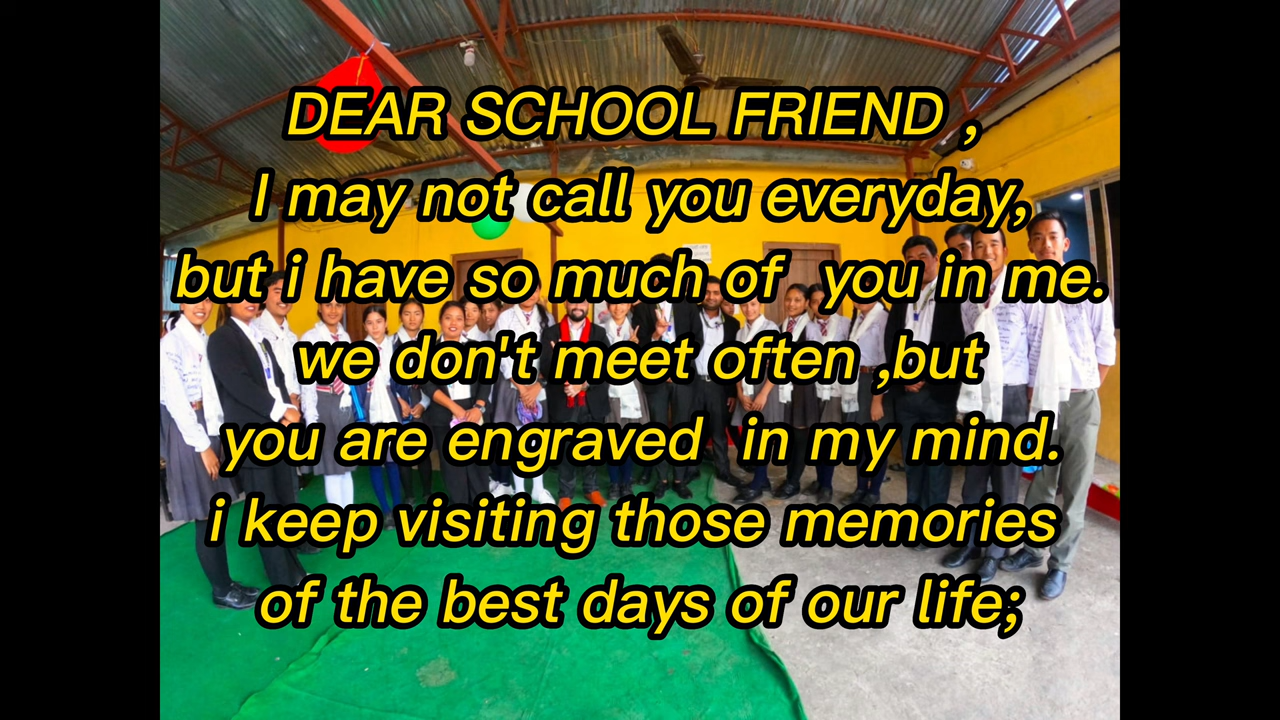 DEAR SCHOOL FRIEND ,
I may not call you everyday,
but i have so much of  you in me.
we don't meet often ,but
you are engraved  in my mind.
i keep visiting those memories
of the best days of our life;